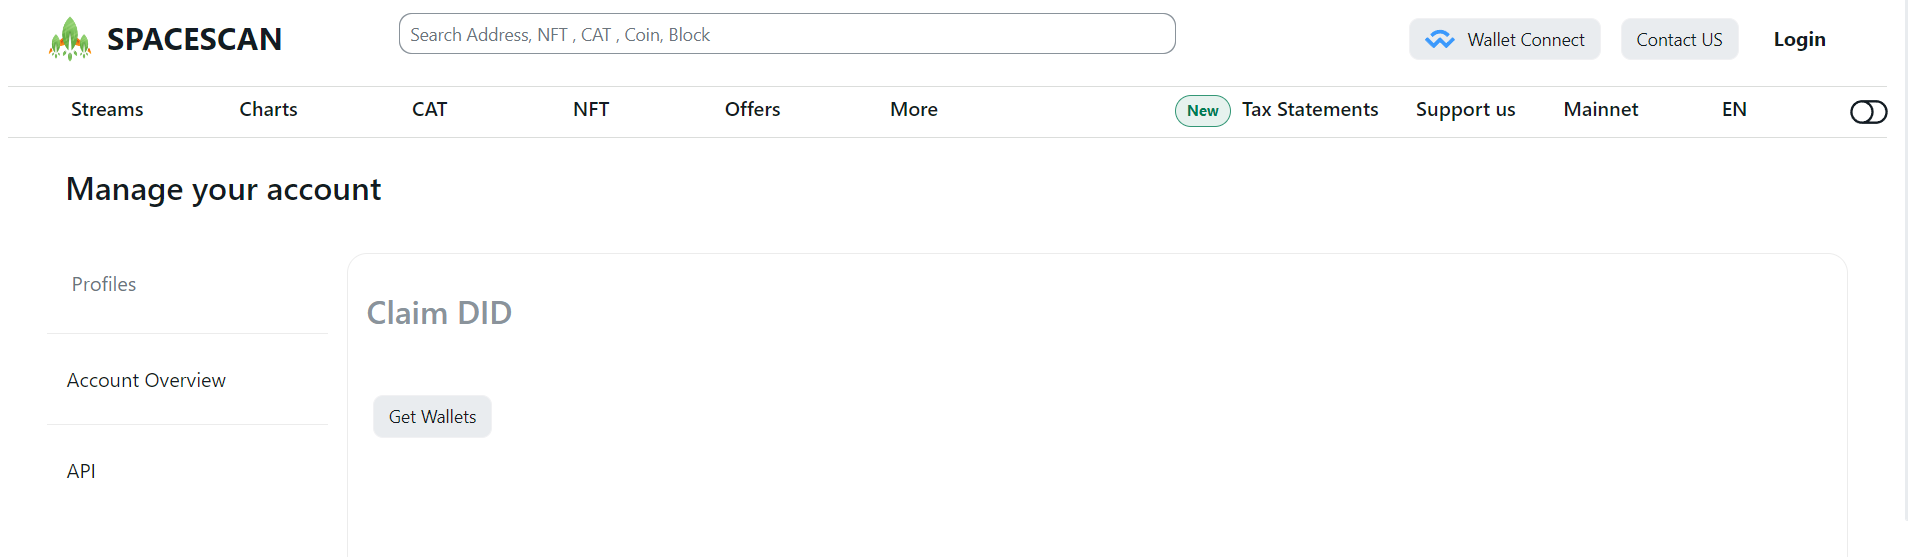 SPACESCAN
Search Address, NFT , CAT , Coin, Block
Wallet Connect
Contact US
Login
Streams
Charts
CAT
NFT
Offers
More
New
Tax Statements
Support us
Mainnet
EN
Manage your account
Profiles
Account Overview
API
Claim DID
Get Wallets